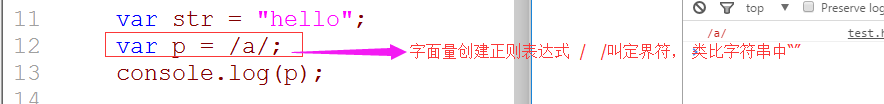 11 var str = "hello"; top Preserve log
12 var p = /a/; 字面量创建正则表达式 / /叫定界符， 类比字符串中“” /a/ test.h
13 console.log(p);